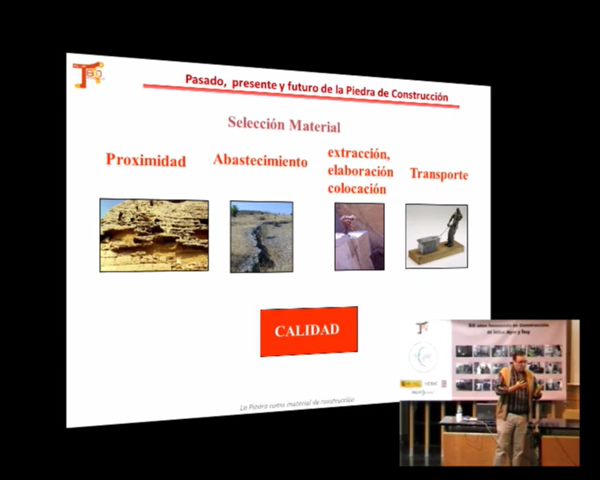 Pasado, presente y futuro de la Piedra de Construcción
Selección Material
Proximidad
Abastecimiento
extracción,
elaboración
colocación
Transporte
CALIDAD
La Piedra como material de construcción